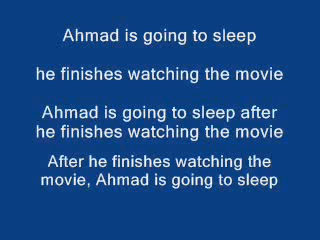 Ahmad is going to sleep
he finishes watching the movie
Ahmad is going to sleep after
he finishes watching the movie
After he finishes watching the
movie, Ahmad is going to sleep